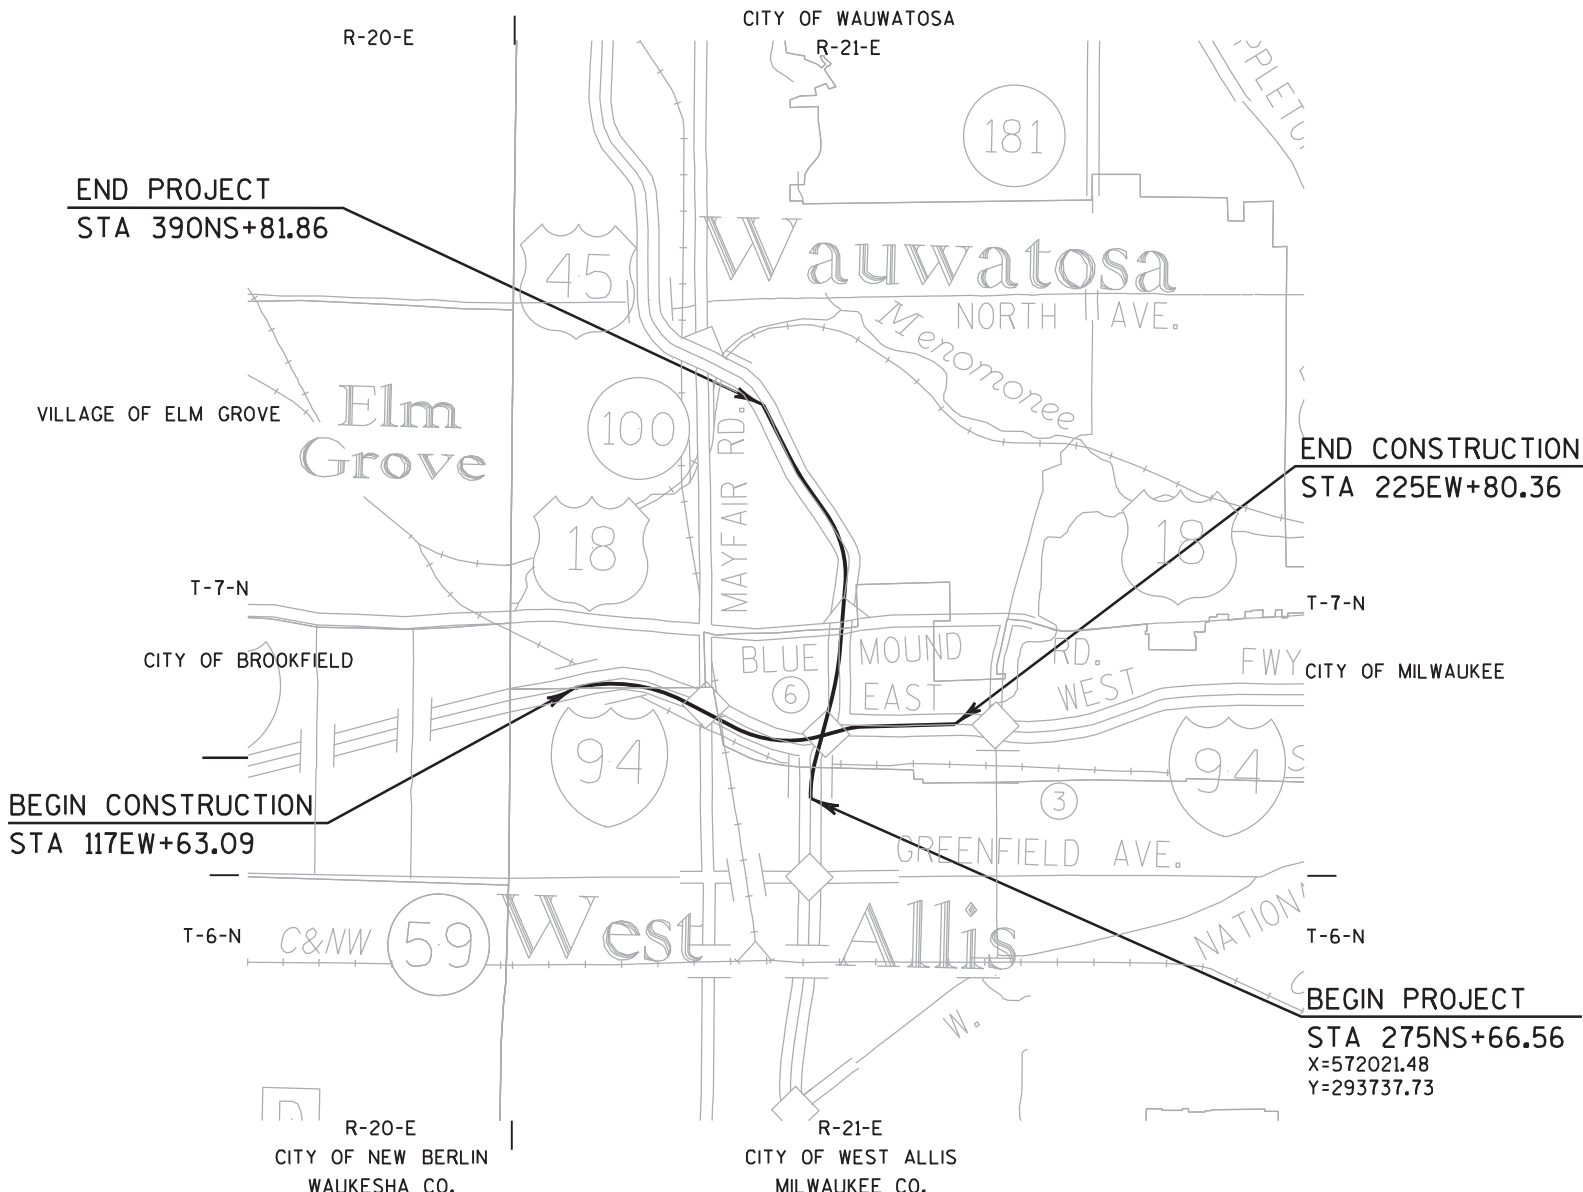 CITY OF WAUWATOSA
R-20-E
R-21-E
181
END PROJECT
STA 390NS+81.86
45
Wauwatosa
NORTH AVE.
Menomonee
Elm
Grove
VILLAGE OF ELM GROVE
100
MAYFAIR RD.
END CONSTRUCTION
STA 225EW+80.36
18
18
T-7-N
T-7-N
CITY OF BROOKFIELD
BLUE MOUND RD.
6
EAST WEST FWY
CITY OF MILWAUKEE
94
94
3
BEGIN CONSTRUCTION
STA 117EW+63.09
GREENFIELD AVE.
T-6-N
C&NW
59
West Allis
T-6-N
W.
BEGIN PROJECT
STA 275NS+66.56
X=572021.48
Y=293737.73
R-20-E
R-21-E
CITY OF NEW BERLIN
CITY OF WEST ALLIS
WAUKESHA CO.
MILWAUKEE CO.